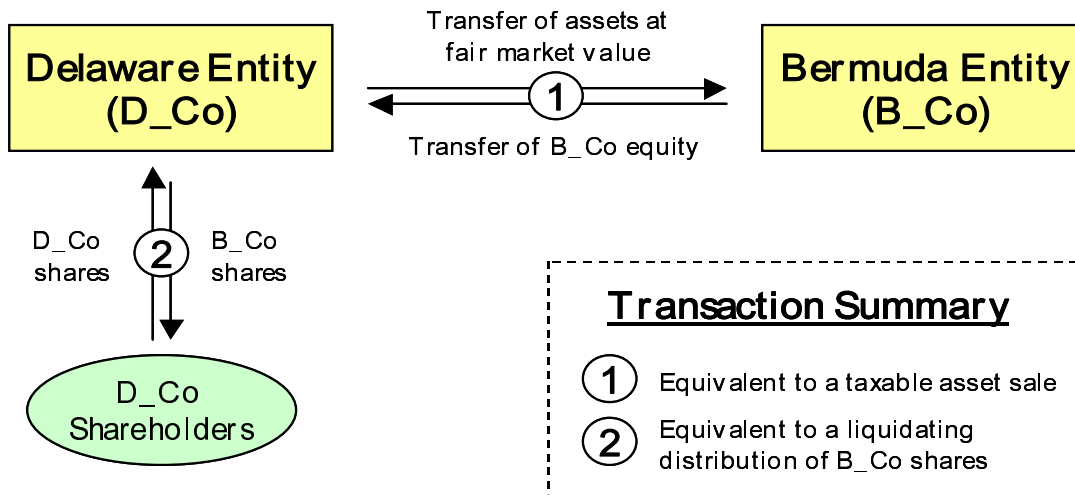 Delaware Entity
(D_Co)
Transfer of assets at
fair market value
1
Transfer of B_Co equity
Bermuda Entity
(B_Co)
D_Co
shares
2
B_Co
shares
D_Co
Shareholders
Transaction Summary
1 Equivalent to a taxable asset sale
2 Equivalent to a liquidating
distribution of B_Co shares